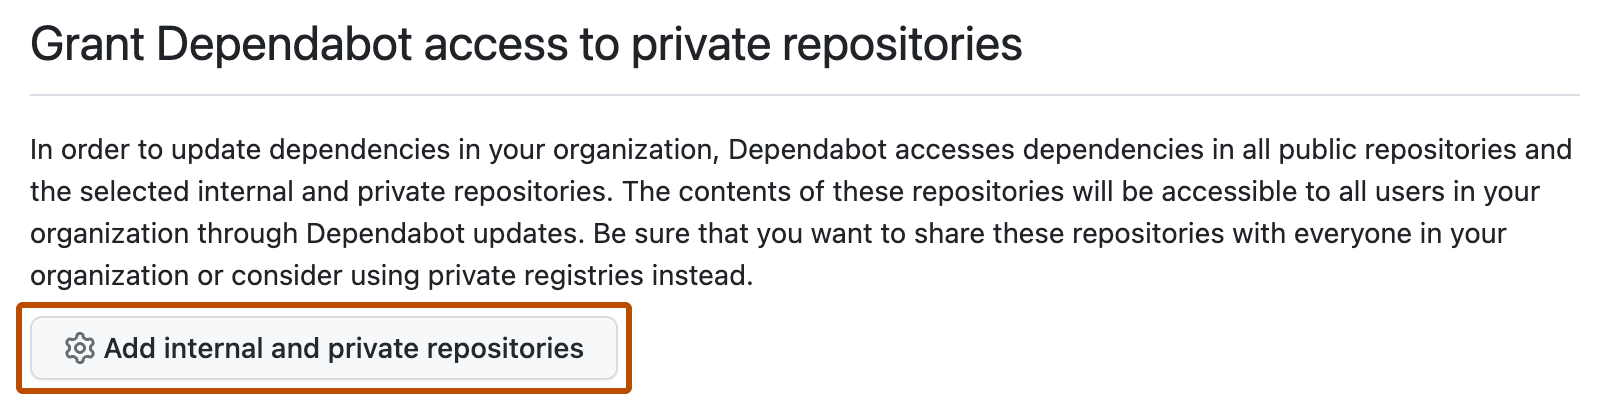 Grant Dependabot access to private repositories
In order to update dependencies in your organization, Dependabot accesses dependencies in all public repositories and
the selected internal and private repositories. The contents of these repositories will be accessible to all users in your
organization through Dependabot updates. Be sure that you want to share these repositories with everyone in your
organization or consider using private registries instead.
Add internal and private repositories